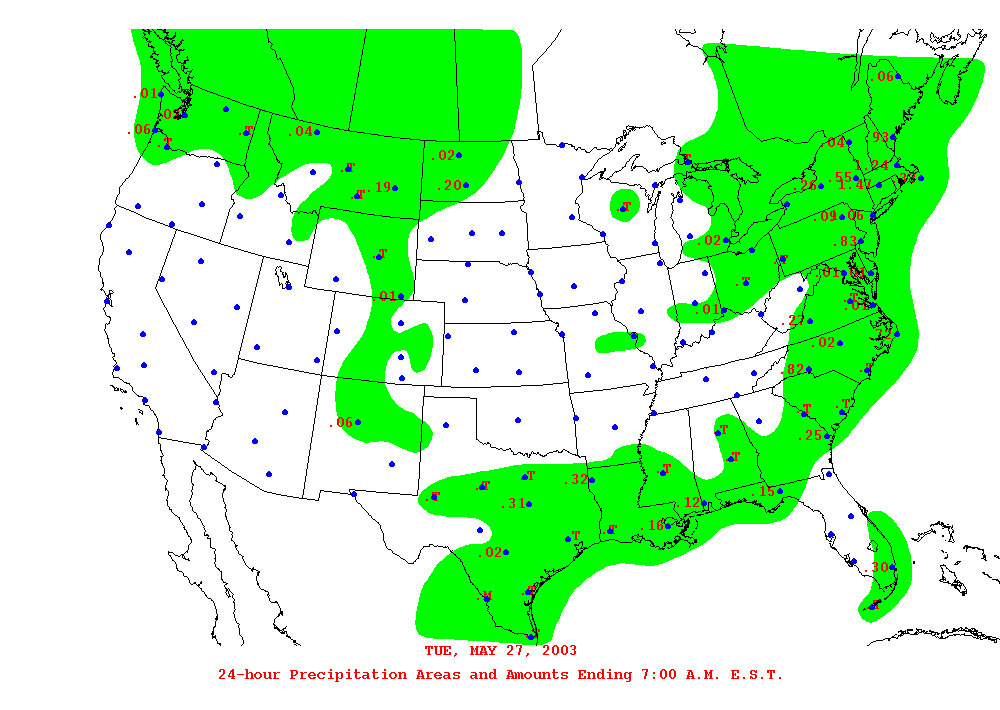 .06
.01
.06
.T
.T
.04
.02
.T
.93
.04
.T
1.24
.T
.19
.20
.26
.55
1.47
.T
.09
.06
.02
.83
.T
.T
.T
.01
.01
.01
.T
.01
.27
.02
.82
.T
.06
.T
.T
.T
.25
.T
.T
.T
.T
.T
.32
.15
.31
.12
.16
.T
.T
.02
.30
.T
.M
.T
TUE, MAY 27, 2003
24-hour Precipitation Areas and Amounts Ending 7:00 A.M. E.S.T.